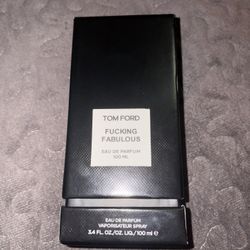 TOM FORD
FUCKING
FABULOUS
EAU DE PARFUM
100 ML
EAU DE PARFUM
VAPORISATEUR SPRAY
3.4 FL. OZ./OZ. LIQ./100 ml ℮